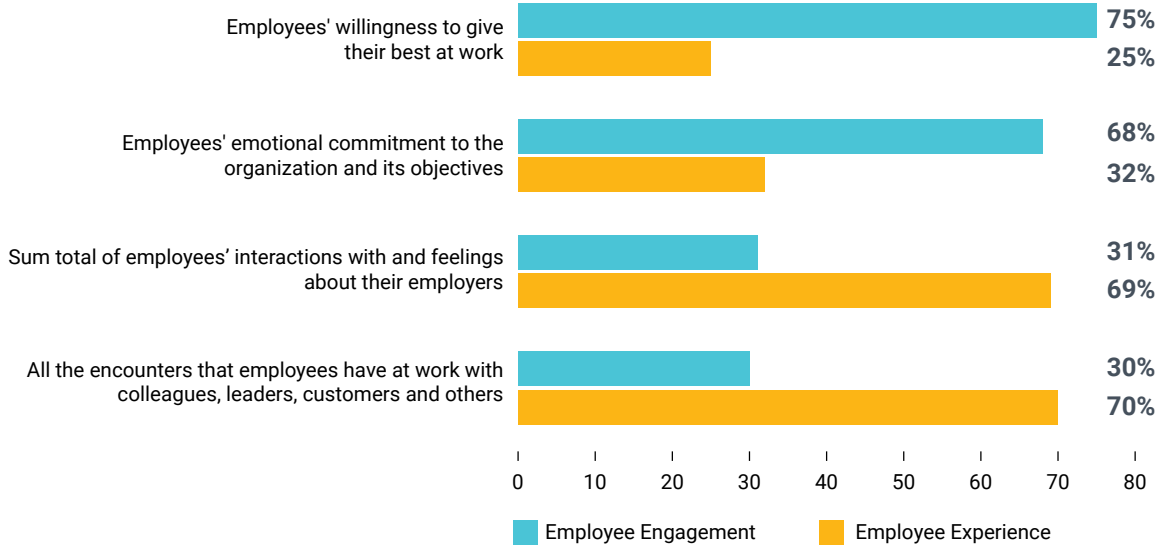 Employees' willingness to give
their best at work
75%
25%
Employees' emotional commitment to the
organization and its objectives
68%
32%
Sum total of employees’ interactions with and feelings
about their employers
31%
69%
All the encounters that employees have at work with
colleagues, leaders, customers and others
30%
70%
0 10 20 30 40 50 60 70 80
Employee Engagement Employee Experience